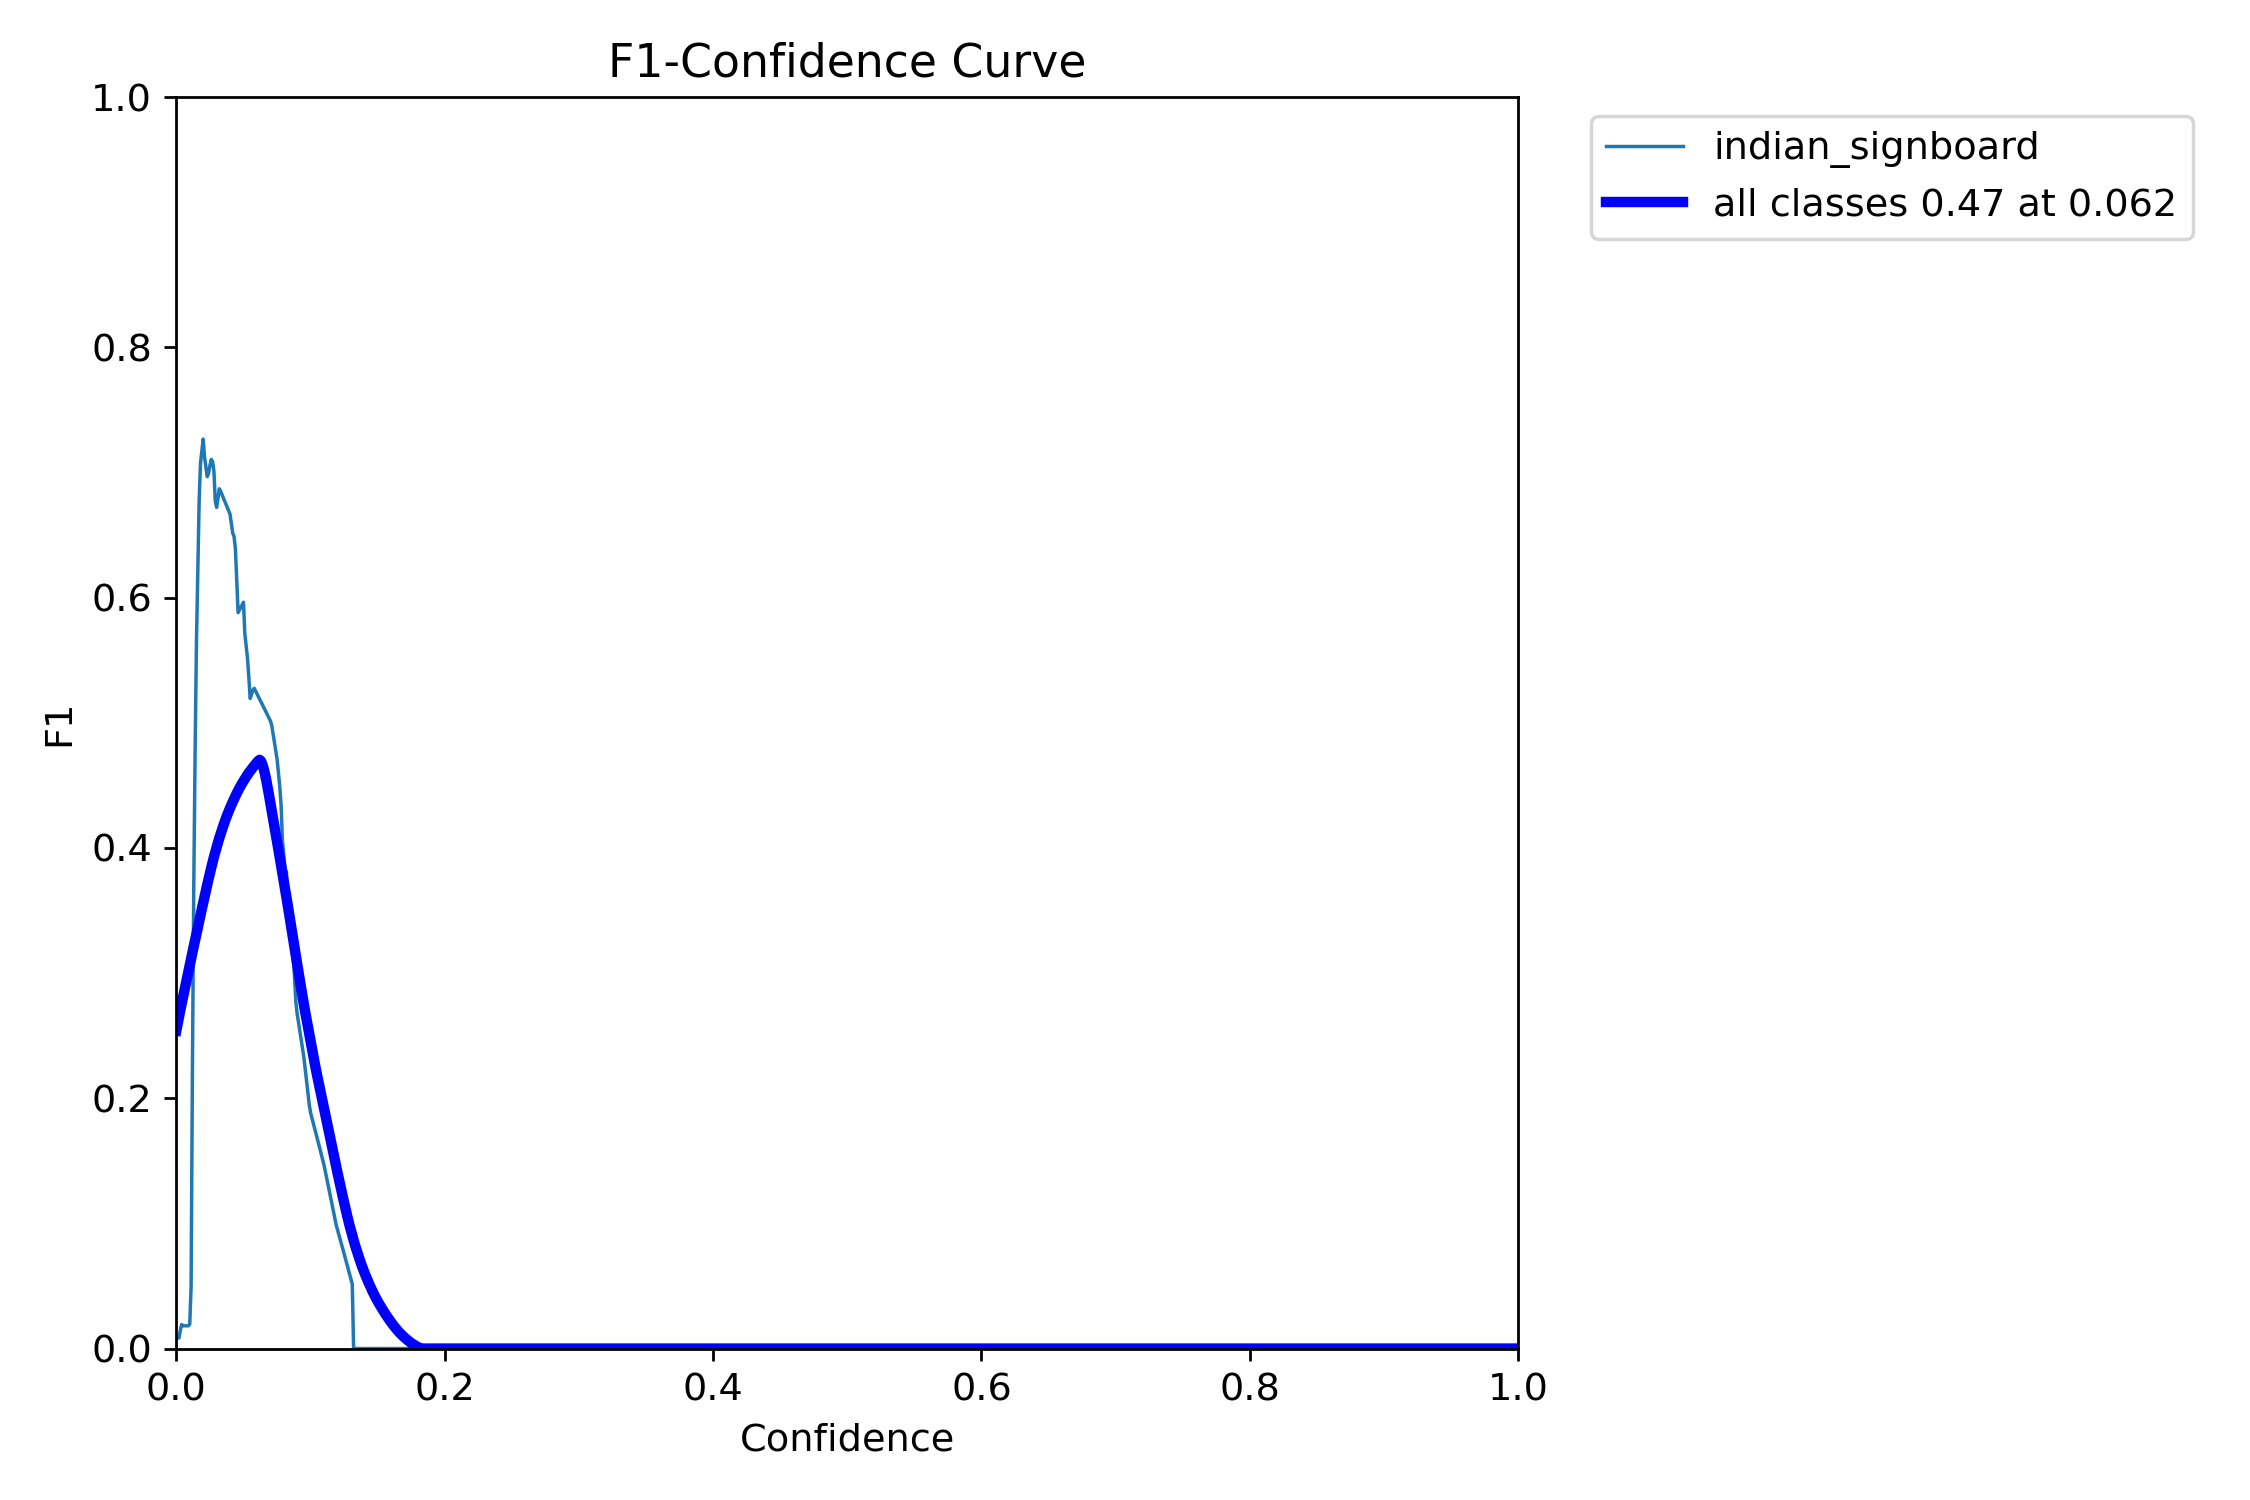 F1-Confidence Curve
1.0
0.8
0.6
0.4
0.2
0.0
F1
0.0 0.2 0.4 0.6 0.8 1.0
Confidence
indian_signboard
all classes 0.47 at 0.062